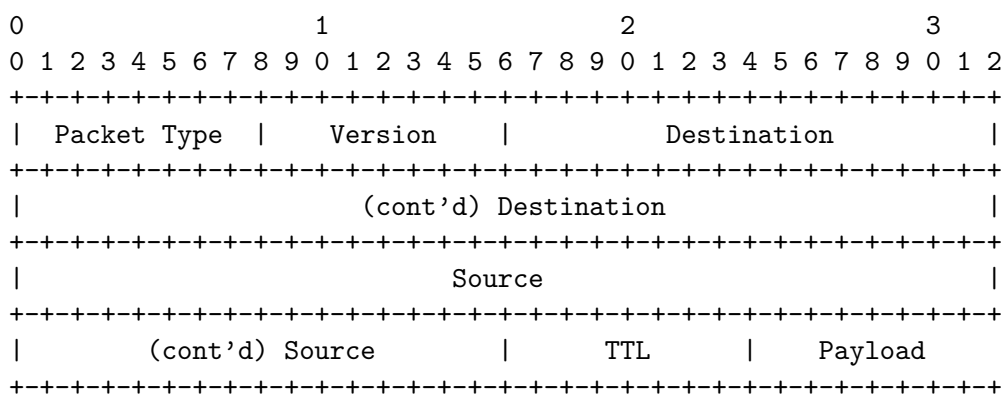 0                   1                   2                   3
0 1 2 3 4 5 6 7 8 9 0 1 2 3 4 5 6 7 8 9 0 1 2 3 4 5 6 7 8 9 0 1 2
+-+-+-+-+-+-+-+-+-+-+-+-+-+-+-+-+-+-+-+-+-+-+-+-+-+-+-+-+-+-+-+-+
|  Packet Type  |    Version    |          Destination          |
+-+-+-+-+-+-+-+-+-+-+-+-+-+-+-+-+-+-+-+-+-+-+-+-+-+-+-+-+-+-+-+-+
|                      (cont'd) Destination                     |
+-+-+-+-+-+-+-+-+-+-+-+-+-+-+-+-+-+-+-+-+-+-+-+-+-+-+-+-+-+-+-+-+
|                            Source                             |
+-+-+-+-+-+-+-+-+-+-+-+-+-+-+-+-+-+-+-+-+-+-+-+-+-+-+-+-+-+-+-+-+
|        (cont'd) Source        |      TTL      |    Payload
+-+-+-+-+-+-+-+-+-+-+-+-+-+-+-+-+-+-+-+-+-+-+-+-+-+-+-+-+-+-+-+-+